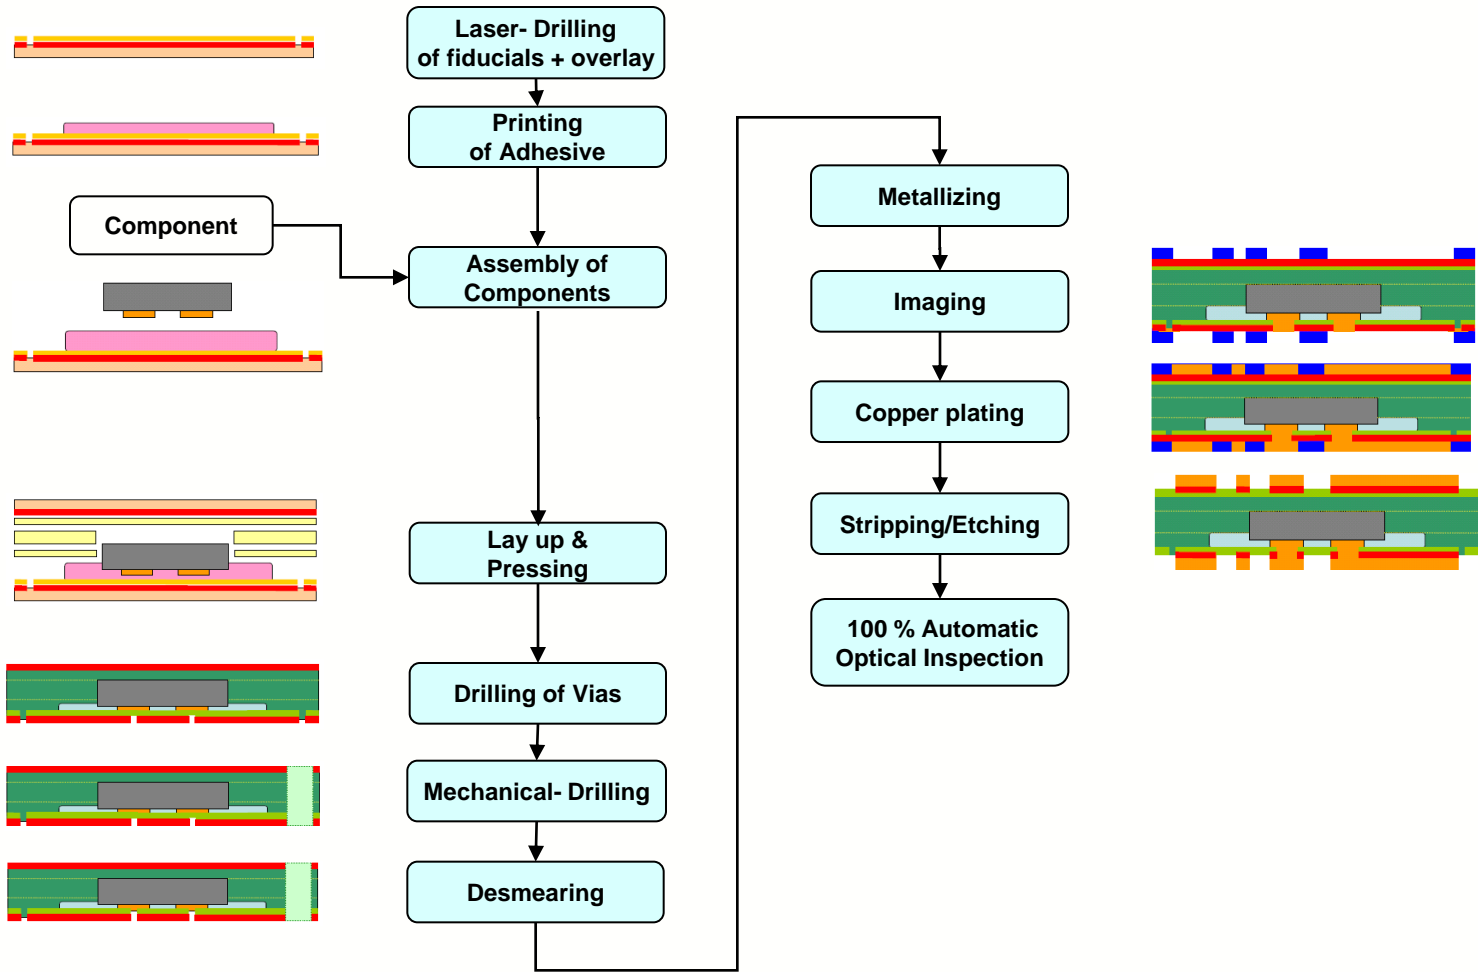 Laser- Drilling
of fiducials + overlay
Printing
of Adhesive
Component
Assembly of
Components
Lay up &
Pressing
Drilling of Vias
Mechanical- Drilling
Desmearing
Metallizing
Imaging
Copper plating
Stripping/Etching
100 % Automatic
Optical Inspection